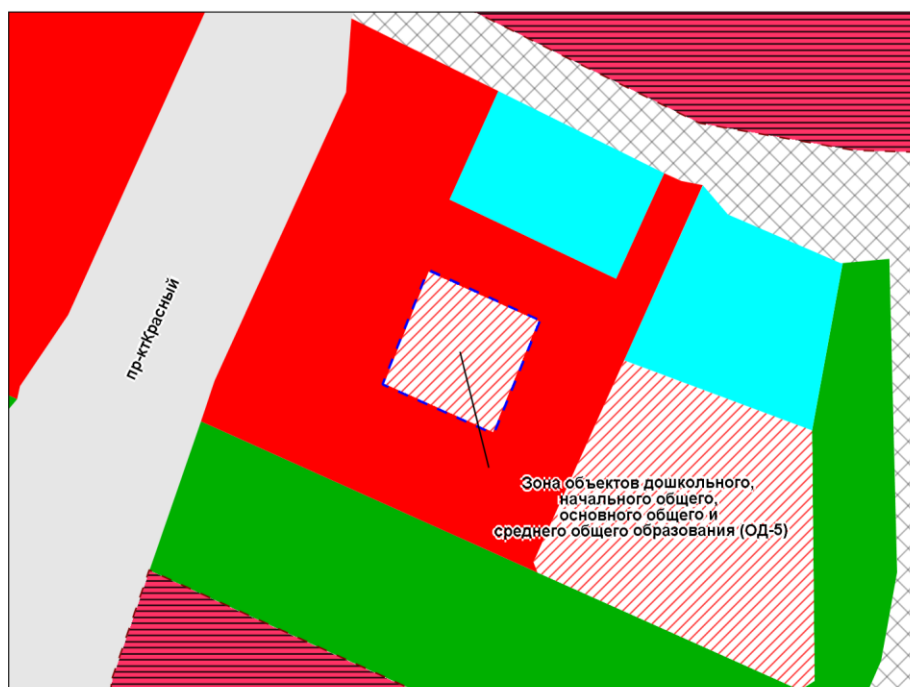 пр-ктКрасный
Зона объектов дошкольного,
начального общего,
основного общего и
среднего общего образования (ОД-5)